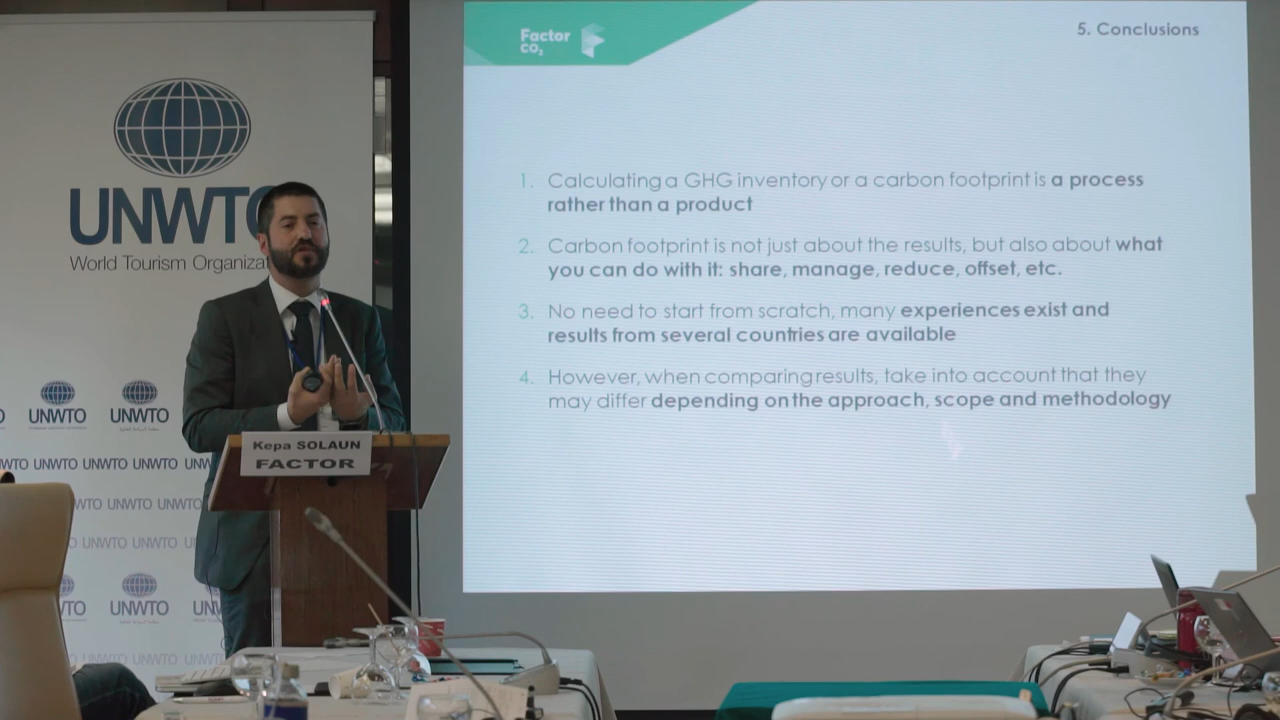 Factor
CO₂
5. Conclusions
1. Calculating a GHG inventory or a carbon footprint is a process
rather than a product
2. Carbon footprint is not just about the results, but also about what
you can do with it: share, manage, reduce, offset, etc.
3. No need to start from scratch, many experiences exist and
results from several countries are available
4. However, when comparing results, take into account that they
may differ depending on the approach, scope and methodology
UNWTO
World Tourism Organizat
Kepa SOLAUN
FACTOR
UNWTO UNWTO
WTO UNWTO UNWTO UNWTO UNW
WTO UNWTO UNWTO
UNWTO UNWTO U
TO UNWTO UNW